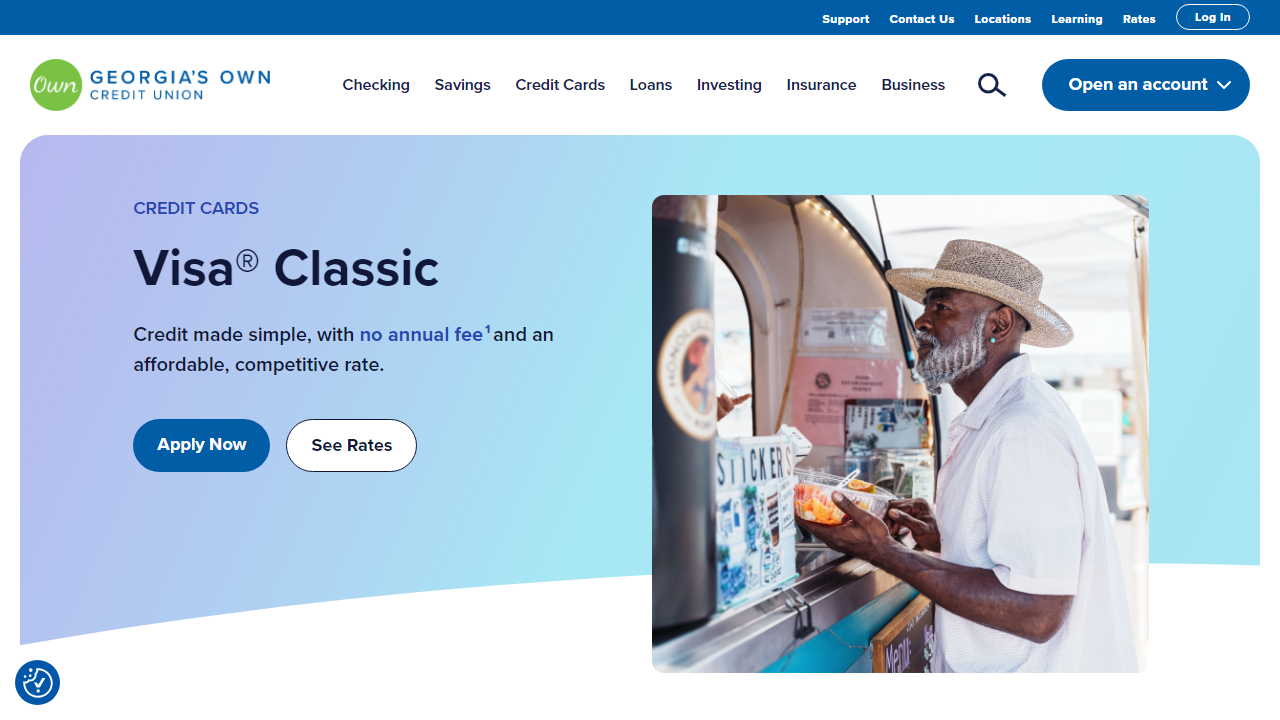 Support Contact Us Locations Learning Rates Log In
Own GEORGIA'S OWN
CREDIT UNION
Checking Savings Credit Cards Loans Investing Insurance Business Open an account
CREDIT CARDS
Visa® Classic
Credit made simple, with no annual fee¹ and an
affordable, competitive rate.
Apply Now See Rates
HONOLULU
STICKERS
Menu: